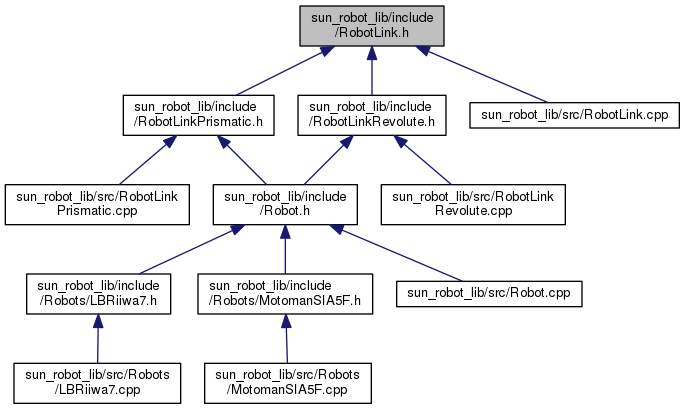 sun_robot_lib/include
/RobotLink.h
sun_robot_lib/include
/RobotLinkPrismatic.h
sun_robot_lib/include
/RobotLinkRevolute.h
sun_robot_lib/src/RobotLink.cpp
sun_robot_lib/src/RobotLink
Prismatic.cpp
sun_robot_lib/include
/Robot.h
sun_robot_lib/src/RobotLink
Revolute.cpp
sun_robot_lib/include
/Robots/LBRiiwa7.h
sun_robot_lib/include
/Robots/MotomanSIA5F.h
sun_robot_lib/src/Robot.cpp
sun_robot_lib/src/Robots
/LBRiiwa7.cpp
sun_robot_lib/src/Robots
/MotomanSIA5F.cpp